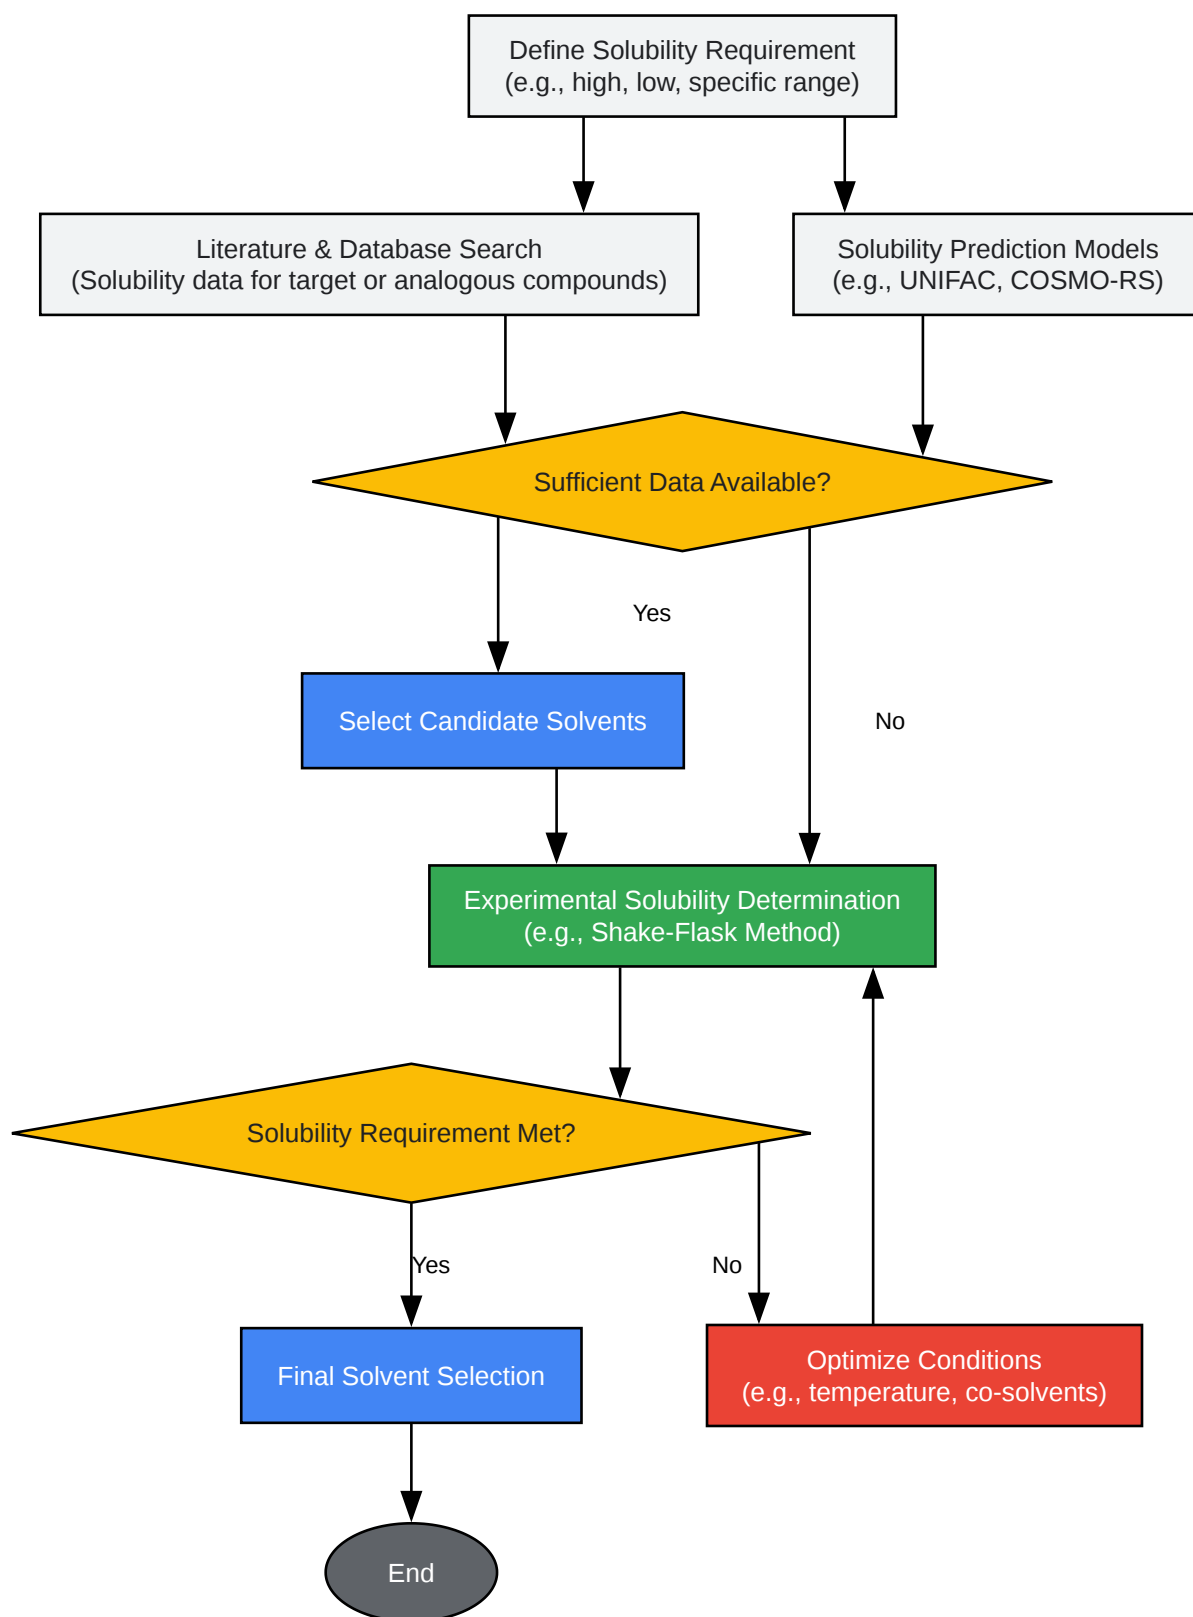 Define Solubility Requirement
(e.g., high, low, specific range)
Literature & Database Search
(Solubility data for target or analogous compounds)
Solubility Prediction Models
(e.g., UNIFAC, COSMO-RS)
Sufficient Data Available?
Yes
Select Candidate Solvents
No
Experimental Solubility Determination
(e.g., Shake-Flask Method)
Solubility Requirement Met?
Yes
No
Final Solvent Selection
Optimize Conditions
(e.g., temperature, co-solvents)
End